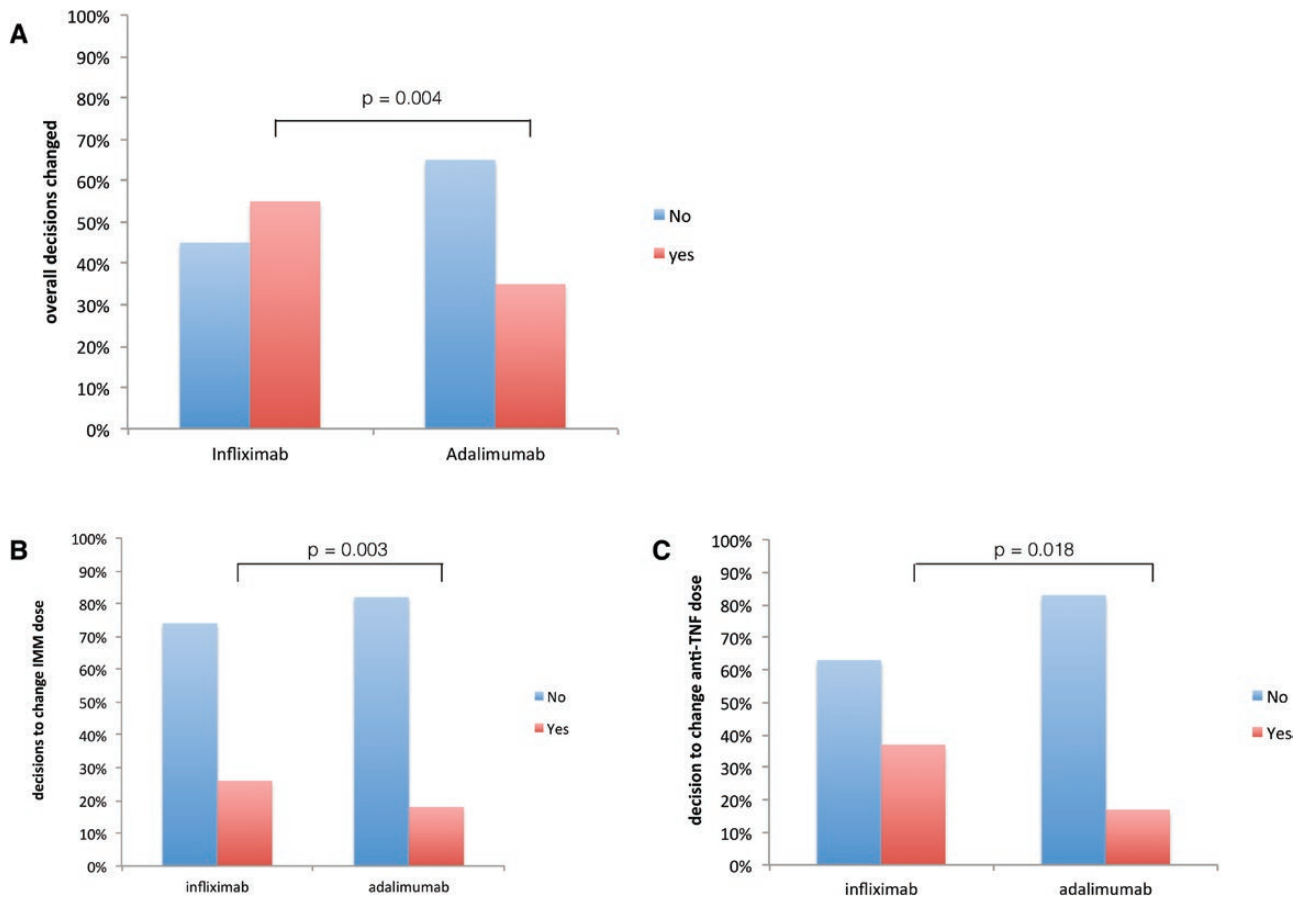 A
overall decisions changed
100%
90%
80%
70%
60%
50%
40%
30%
20%
10%
0%
p = 0.004
Infliximab
Adalimumab
No
yes
B
decisions to change IMM dose
100%
90%
80%
70%
60%
50%
40%
30%
20%
10%
0%
p = 0.003
infliximab
adalimumab
No
Yes
C
decision to change anti-TNF dose
100%
90%
80%
70%
60%
50%
40%
30%
20%
10%
0%
p = 0.018
infliximab
adalimumab
No
Yes